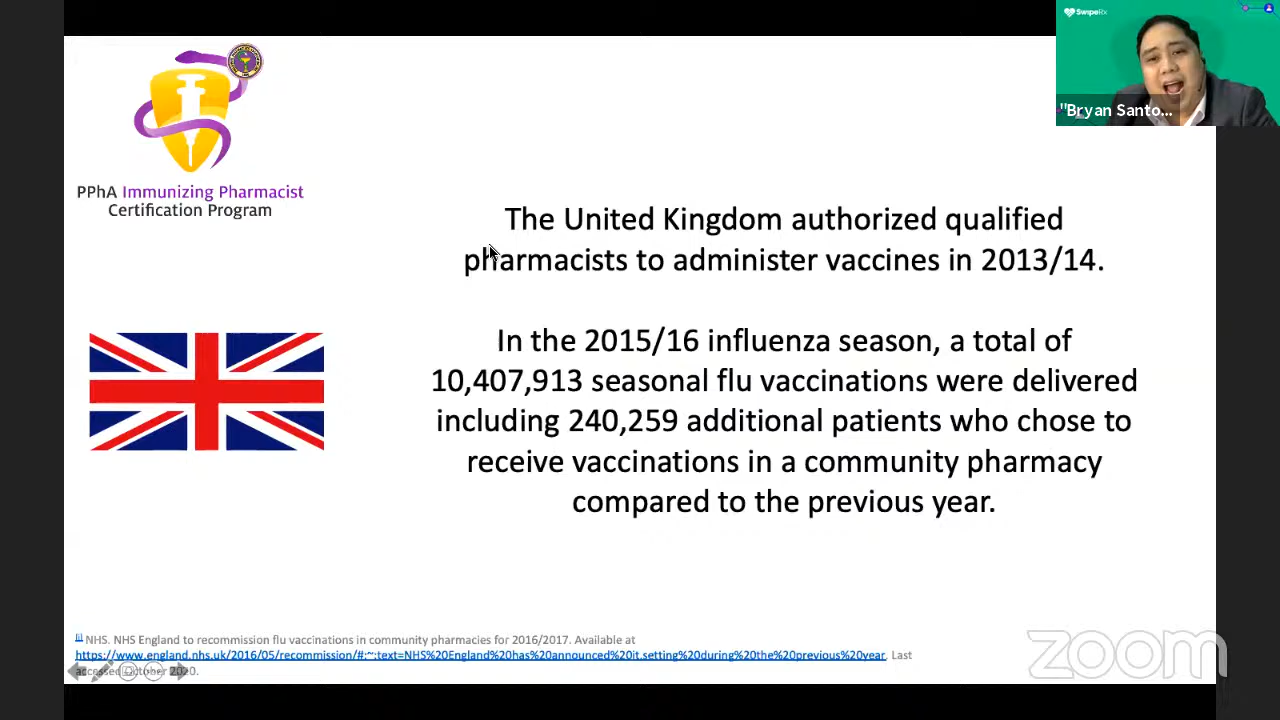 SwipeRx
"Bryan Santo...
PPhA Immunizing Pharmacist
Certification Program
The United Kingdom authorized qualified
pharmacists to administer vaccines in 2013/14.
In the 2015/16 influenza season, a total of
10,407,913 seasonal flu vaccinations were delivered
including 240,259 additional patients who chose to
receive vaccinations in a community pharmacy
compared to the previous year.
[i] NHS. NHS England to recommission flu vaccinations in community pharmacies for 2016/2017. Available at
https://www.england.nhs.uk/2016/05/recommission/#:~:text=NHS%20England%20has%20announced%20it,setting%20during%20the%20previous%20year. Last
accessed October 2020.
zoom